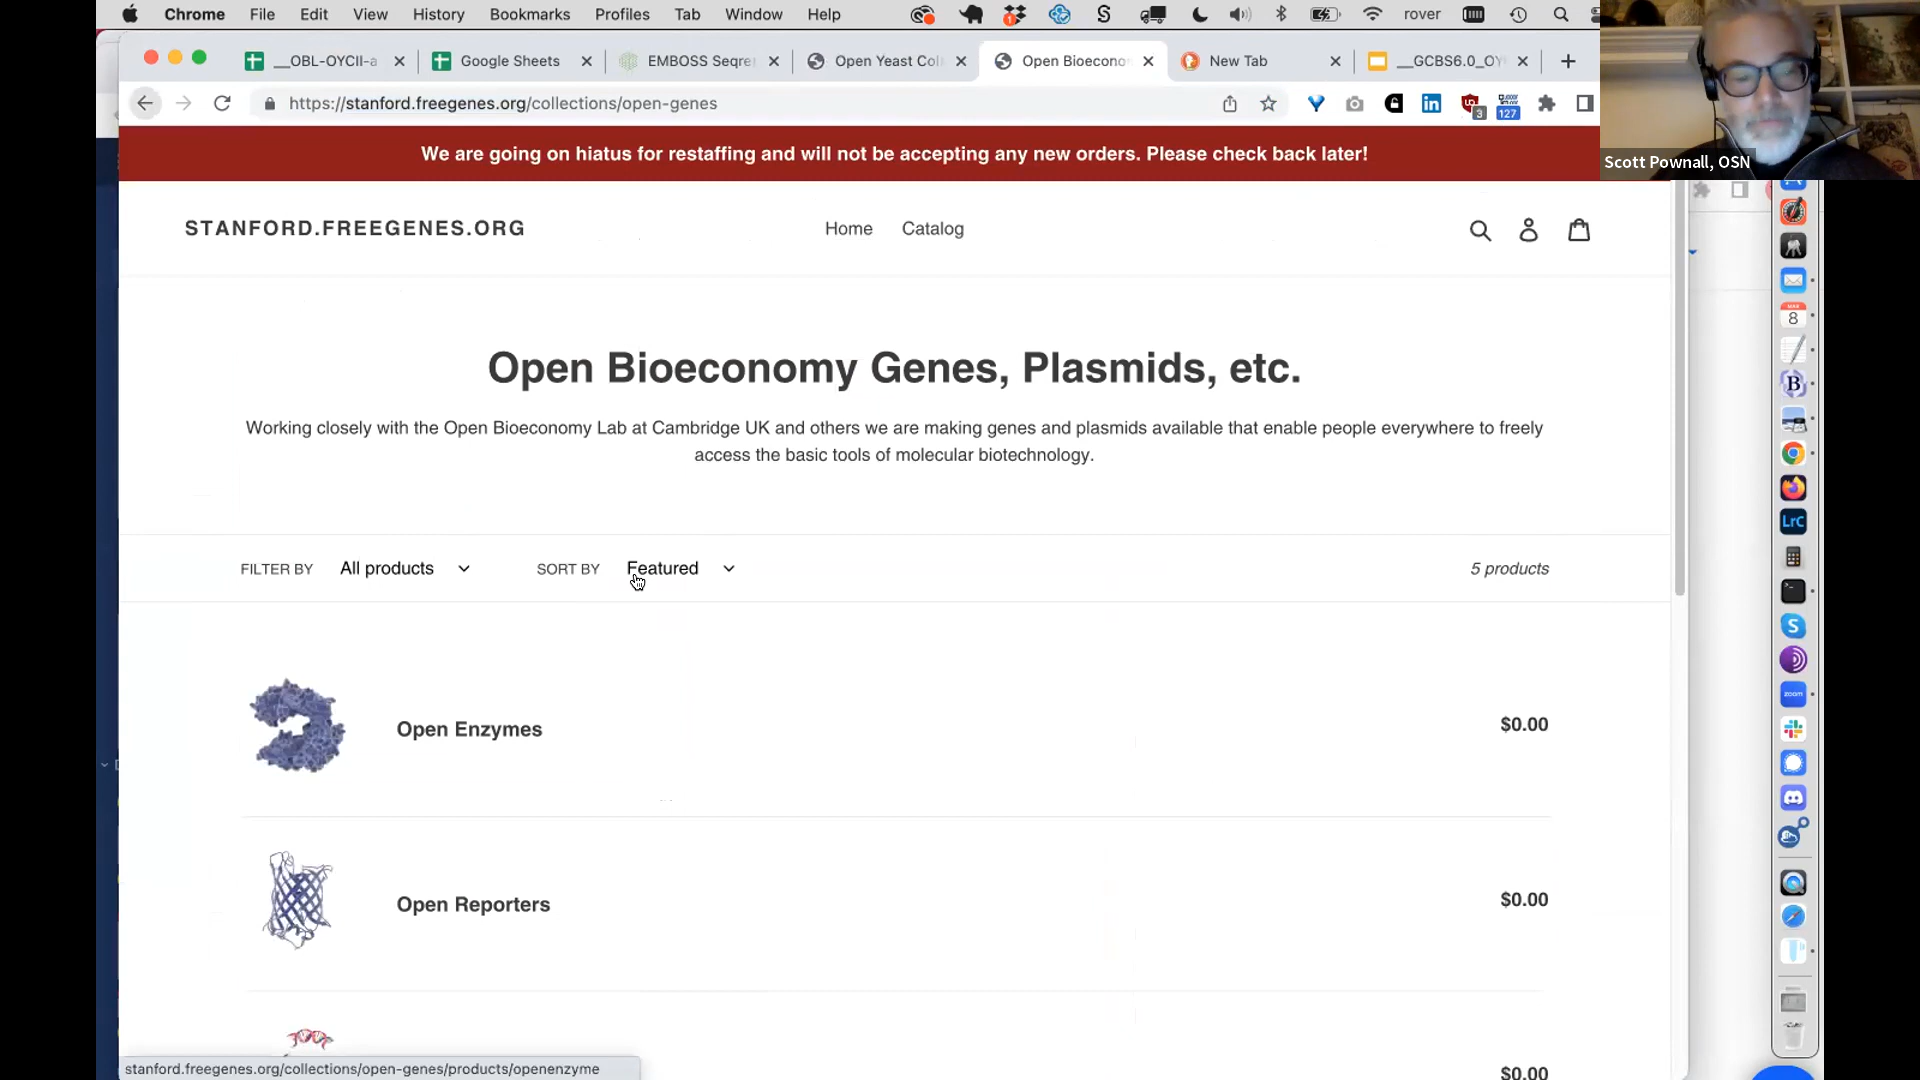 Chrome File Edit View History Bookmarks Profiles Tab Window Help rover
__OBL-OYCII-a
Google Sheets
EMBOSS Seqre
Open Yeast Col
Open Bioecono
New Tab
__GCBS6.0_OY
https://stanford.freegenes.org/collections/open-genes
3
127
We are going on hiatus for restaffing and will not be accepting any new orders. Please check back later!
Scott Pownall, OSN
STANFORD.FREEGENES.ORG
Home Catalog
Open Bioeconomy Genes, Plasmids, etc.
Working closely with the Open Bioeconomy Lab at Cambridge UK and others we are making genes and plasmids available that enable people everywhere to freely
access the basic tools of molecular biotechnology.
FILTER BY All products SORT BY Featured 5 products
Open Enzymes $0.00
Open Reporters $0.00
$0.00
stanford.freegenes.org/collections/open-genes/products/openenzyme
8
B
LrC
zoom